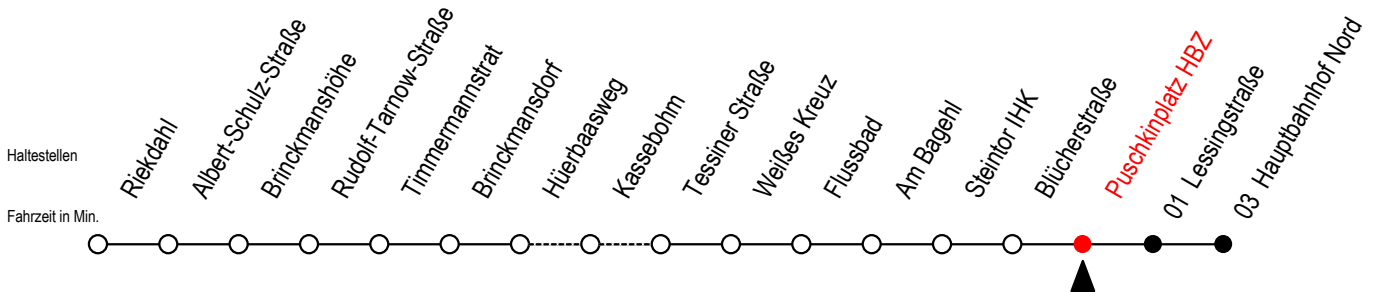 Haltestellen
Fahrzeit in Min.
Riekdahl
Albert-Schulz-Straße
Brinckmanshöhe
Rudolf-Tarnow-Straße
Timmermannstrat
Brinckmansdorf
Hüerbaasweg
Kassebohm
Tessiner Straße
Weißes Kreuz
Flussbad
Am Bagehl
Steintor IHK
Blücherstraße
Puschkinplatz HBZ
01 Lessingstraße
03 Hauptbahnhof Nord